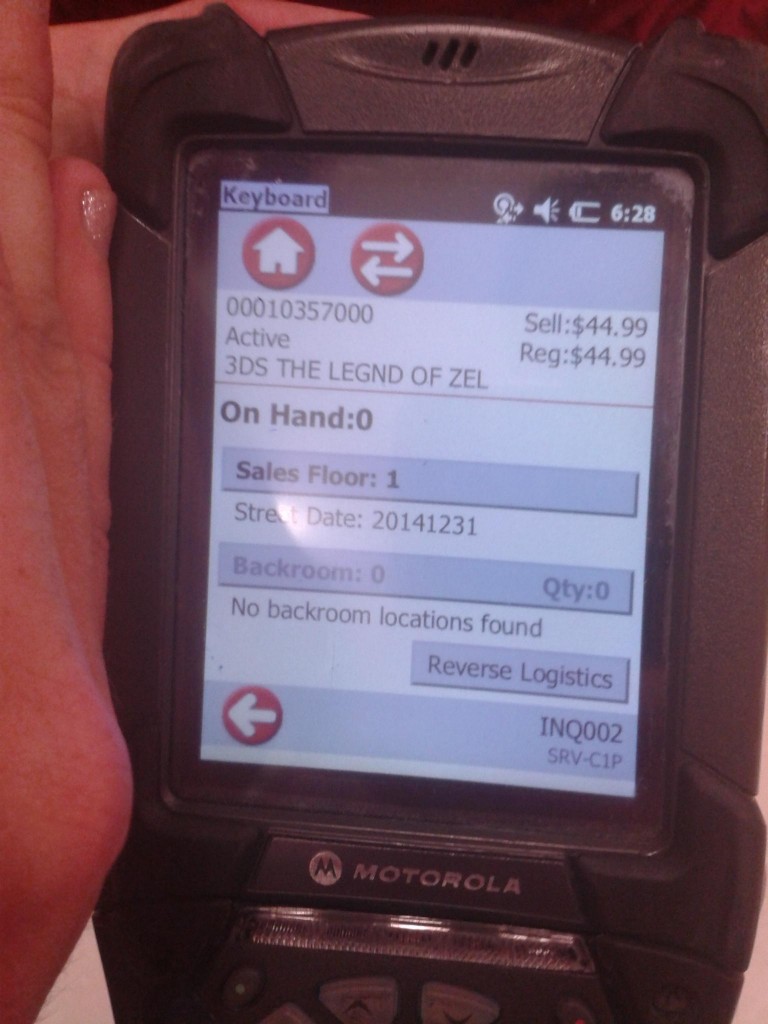 Keyboard
6:28
00010357000
Sell:$44.99
Active
Reg:$44.99
3DS THE LEGND OF ZEL
On Hand:0
Sales Floor: 1
Street Date: 20141231
Backroom: 0 Qty:0
No backroom locations found
Reverse Logistics
INQ002
SRV-C1P
MOTOROLA